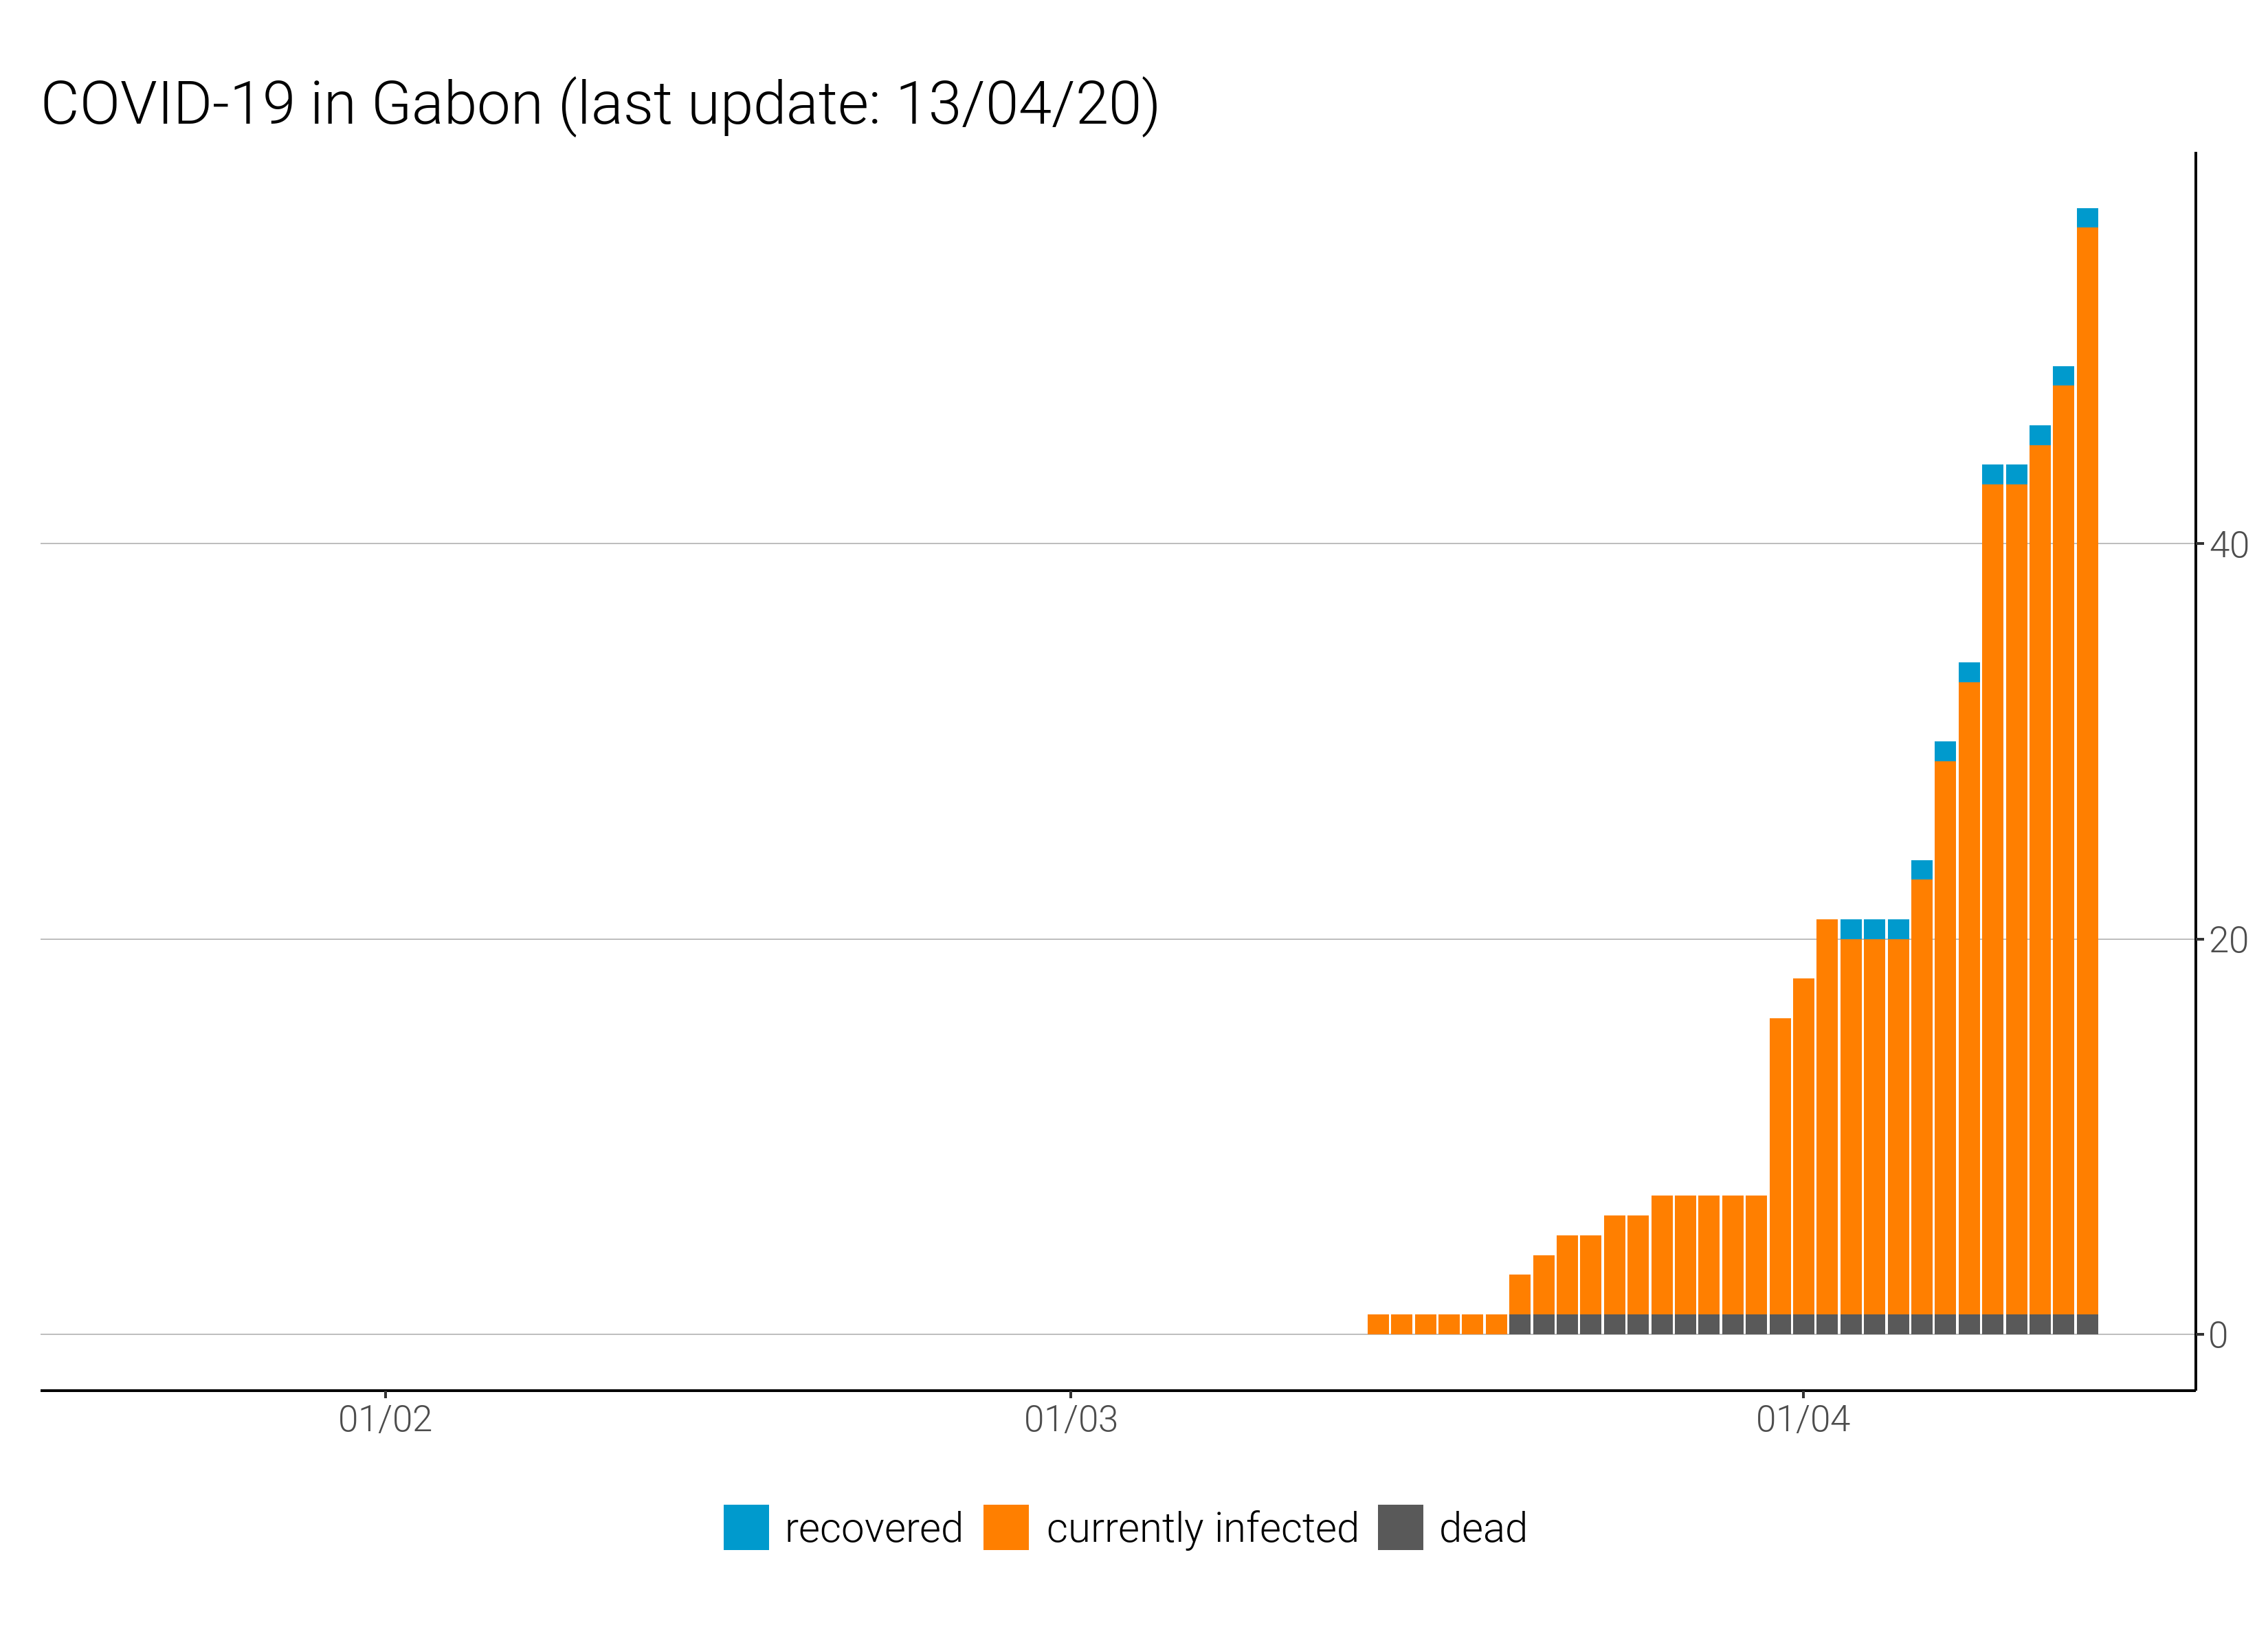 COVID-19 in Gabon (last update: 13/04/20)
40
20
0
01/02 01/03 01/04
recovered currently infected dead